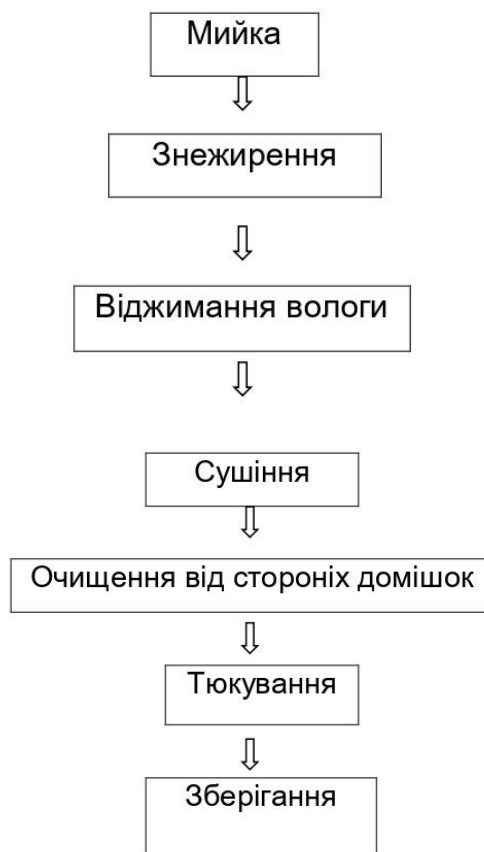 Мийка
Знежирення
Віджимання вологи
Сушіння
Очищення від стороніх домішок
Тюкування
Зберігання